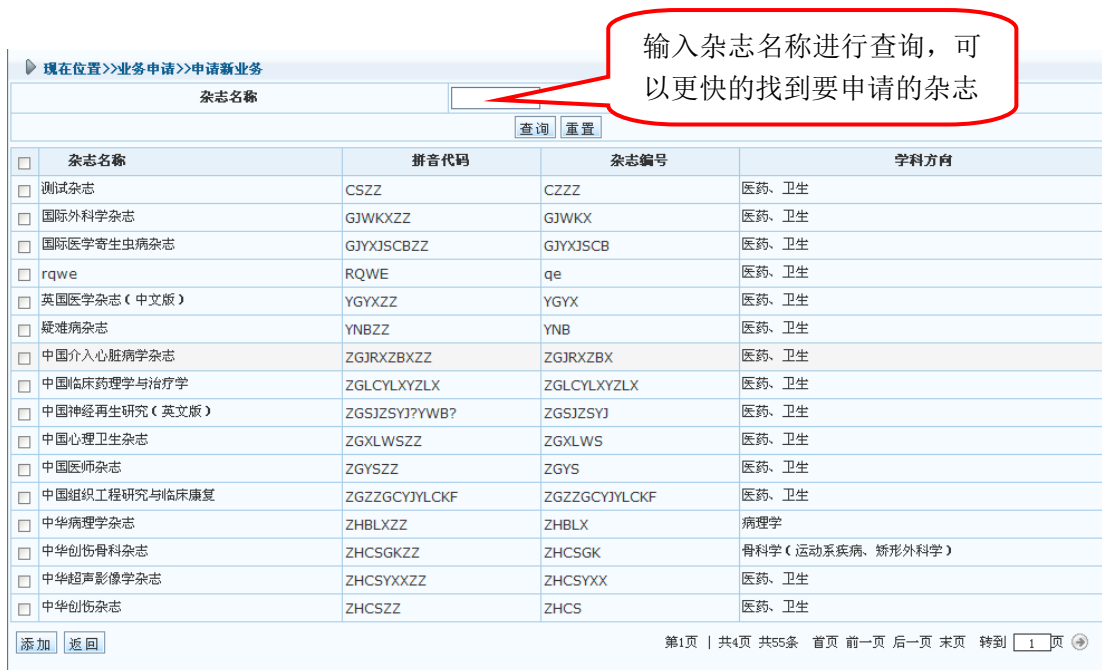 输入杂志名称进行查询，可
以更快的找到要申请的杂志
现在位置>>业务申请>>申请新业务
杂志名称
查询 重置
杂志名称 拼音代码 杂志编号 学科方向
测试杂志 CSZZ CZZZ 医药、卫生
国际外科学杂志 GJWKXZZ GJWKX 医药、卫生
国际医学寄生虫病杂志 GJYXJSCBZZ GJYXJSCB 医药、卫生
rqwe RQWE qe 医药、卫生
英国医学杂志(中文版) YGYXZZ YGYX 医药、卫生
疑难病杂志 YNBZZ YNB 医药、卫生
中国介入心脏病学杂志 ZGJRXZBXZZ ZGJRXZBX 医药、卫生
中国临床药理学与治疗学 ZGLCYLXYZLX ZGLCYLXYZLX 医药、卫生
中国神经再生研究(英文版) ZGSJZSYJ?YWB? ZGSJZSYJ 医药、卫生
中国心理卫生杂志 ZGXLWSZZ ZGXLWS 医药、卫生
中国医师杂志 ZGYSZZ ZGYS 医药、卫生
中国组织工程研究与临床康复 ZGZZGCYJYLCKF ZGZZGCYJYLCKF 医药、卫生
中华病理学杂志 ZHBLXZZ ZHBLX 病理学
中华创伤骨科杂志 ZHCSGKZZ ZHCSGK 骨科学(运动系疾病、矫形外科学)
中华超声影像学杂志 ZHCSYXXZZ ZHCSYXX 医药、卫生
中华创伤杂志 ZHCSZZ ZHCS 医药、卫生
添加 返回 第1页 | 共4页 共55条 首页 前一页 后一页 末页 转到 1 页